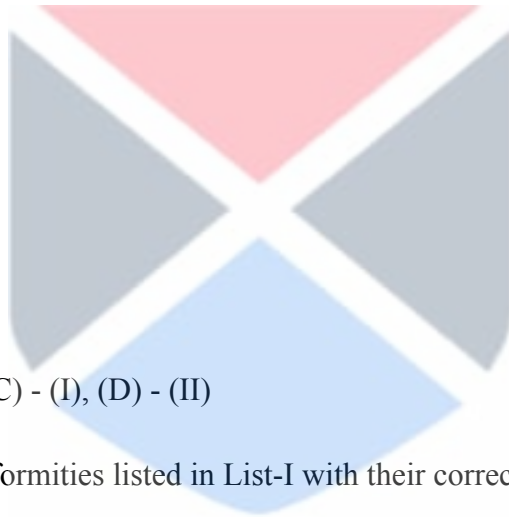 C) - (I), (D) - (II)
formities listed in List-I with their correc